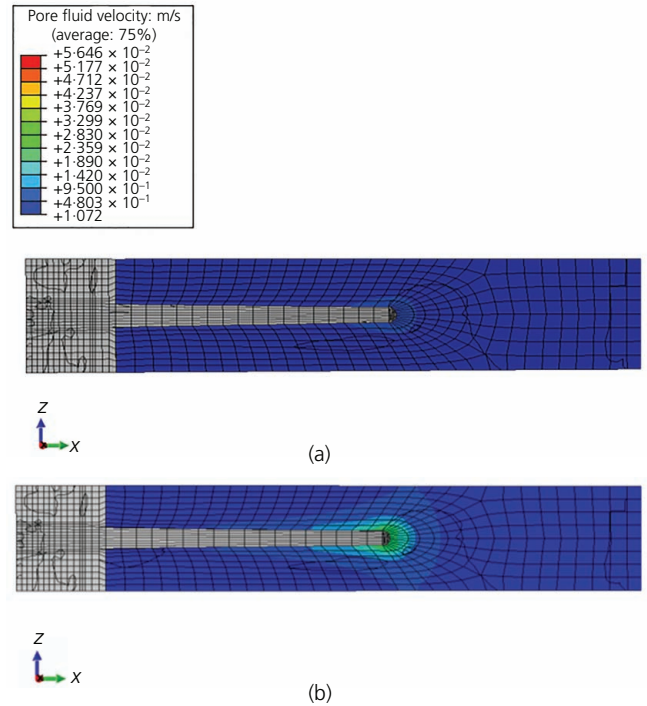 Pore fluid velocity: m/s
(average: 75%)
+5·646 × 10⁻²
+5·177 × 10⁻²
+4·712 × 10⁻²
+4·237 × 10⁻²
+3·769 × 10⁻²
+3·299 × 10⁻²
+2·830 × 10⁻²
+2·359 × 10⁻²
+1·890 × 10⁻²
+1·420 × 10⁻²
+9·500 × 10⁻¹
+4·803 × 10⁻¹
+1·072
Z
X
(a)
Z
X
(b)